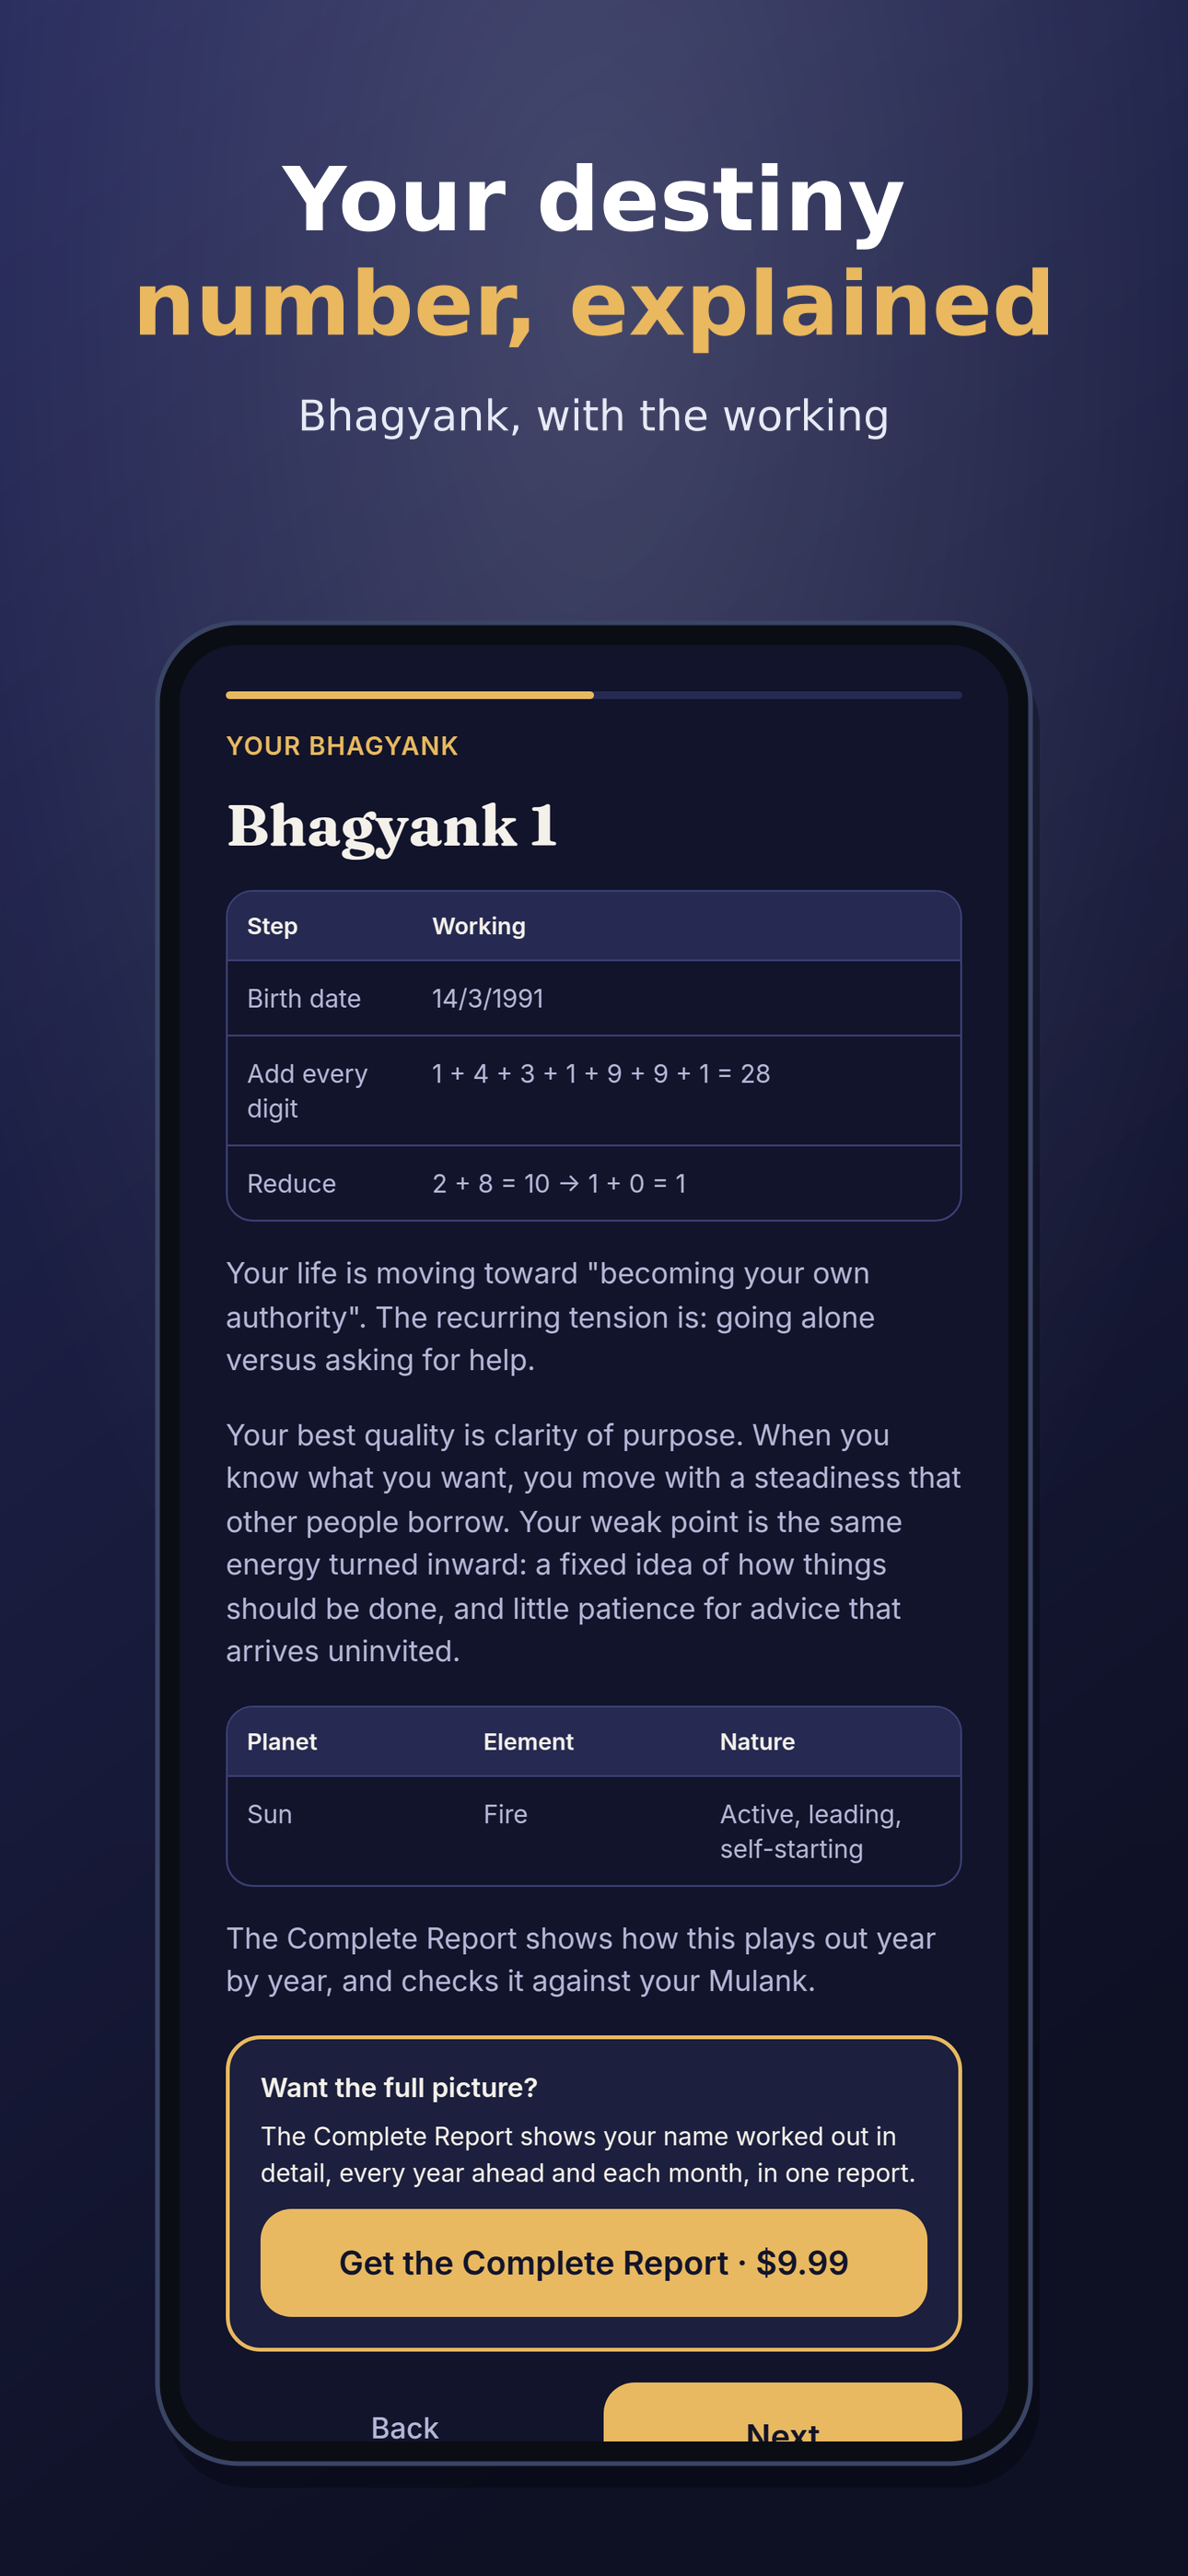 Your destiny
number, explained
Bhagyank, with the working
YOUR BHAGYANK
Bhagyank 1
Step Working
Birth date 14/3/1991
Add every digit 1 + 4 + 3 + 1 + 9 + 9 + 1 = 28
Reduce 2 + 8 = 10 → 1 + 0 = 1
Your life is moving toward "becoming your own
authority". The recurring tension is: going alone
versus asking for help.
Your best quality is clarity of purpose. When you
know what you want, you move with a steadiness that
other people borrow. Your weak point is the same
energy turned inward: a fixed idea of how things
should be done, and little patience for advice that
arrives uninvited.
Planet Element Nature
Sun Fire Active, leading,
self-starting
The Complete Report shows how this plays out year
by year, and checks it against your Mulank.
Want the full picture?
The Complete Report shows your name worked out in
detail, every year ahead and each month, in one report.
Get the Complete Report · $9.99
Back Next